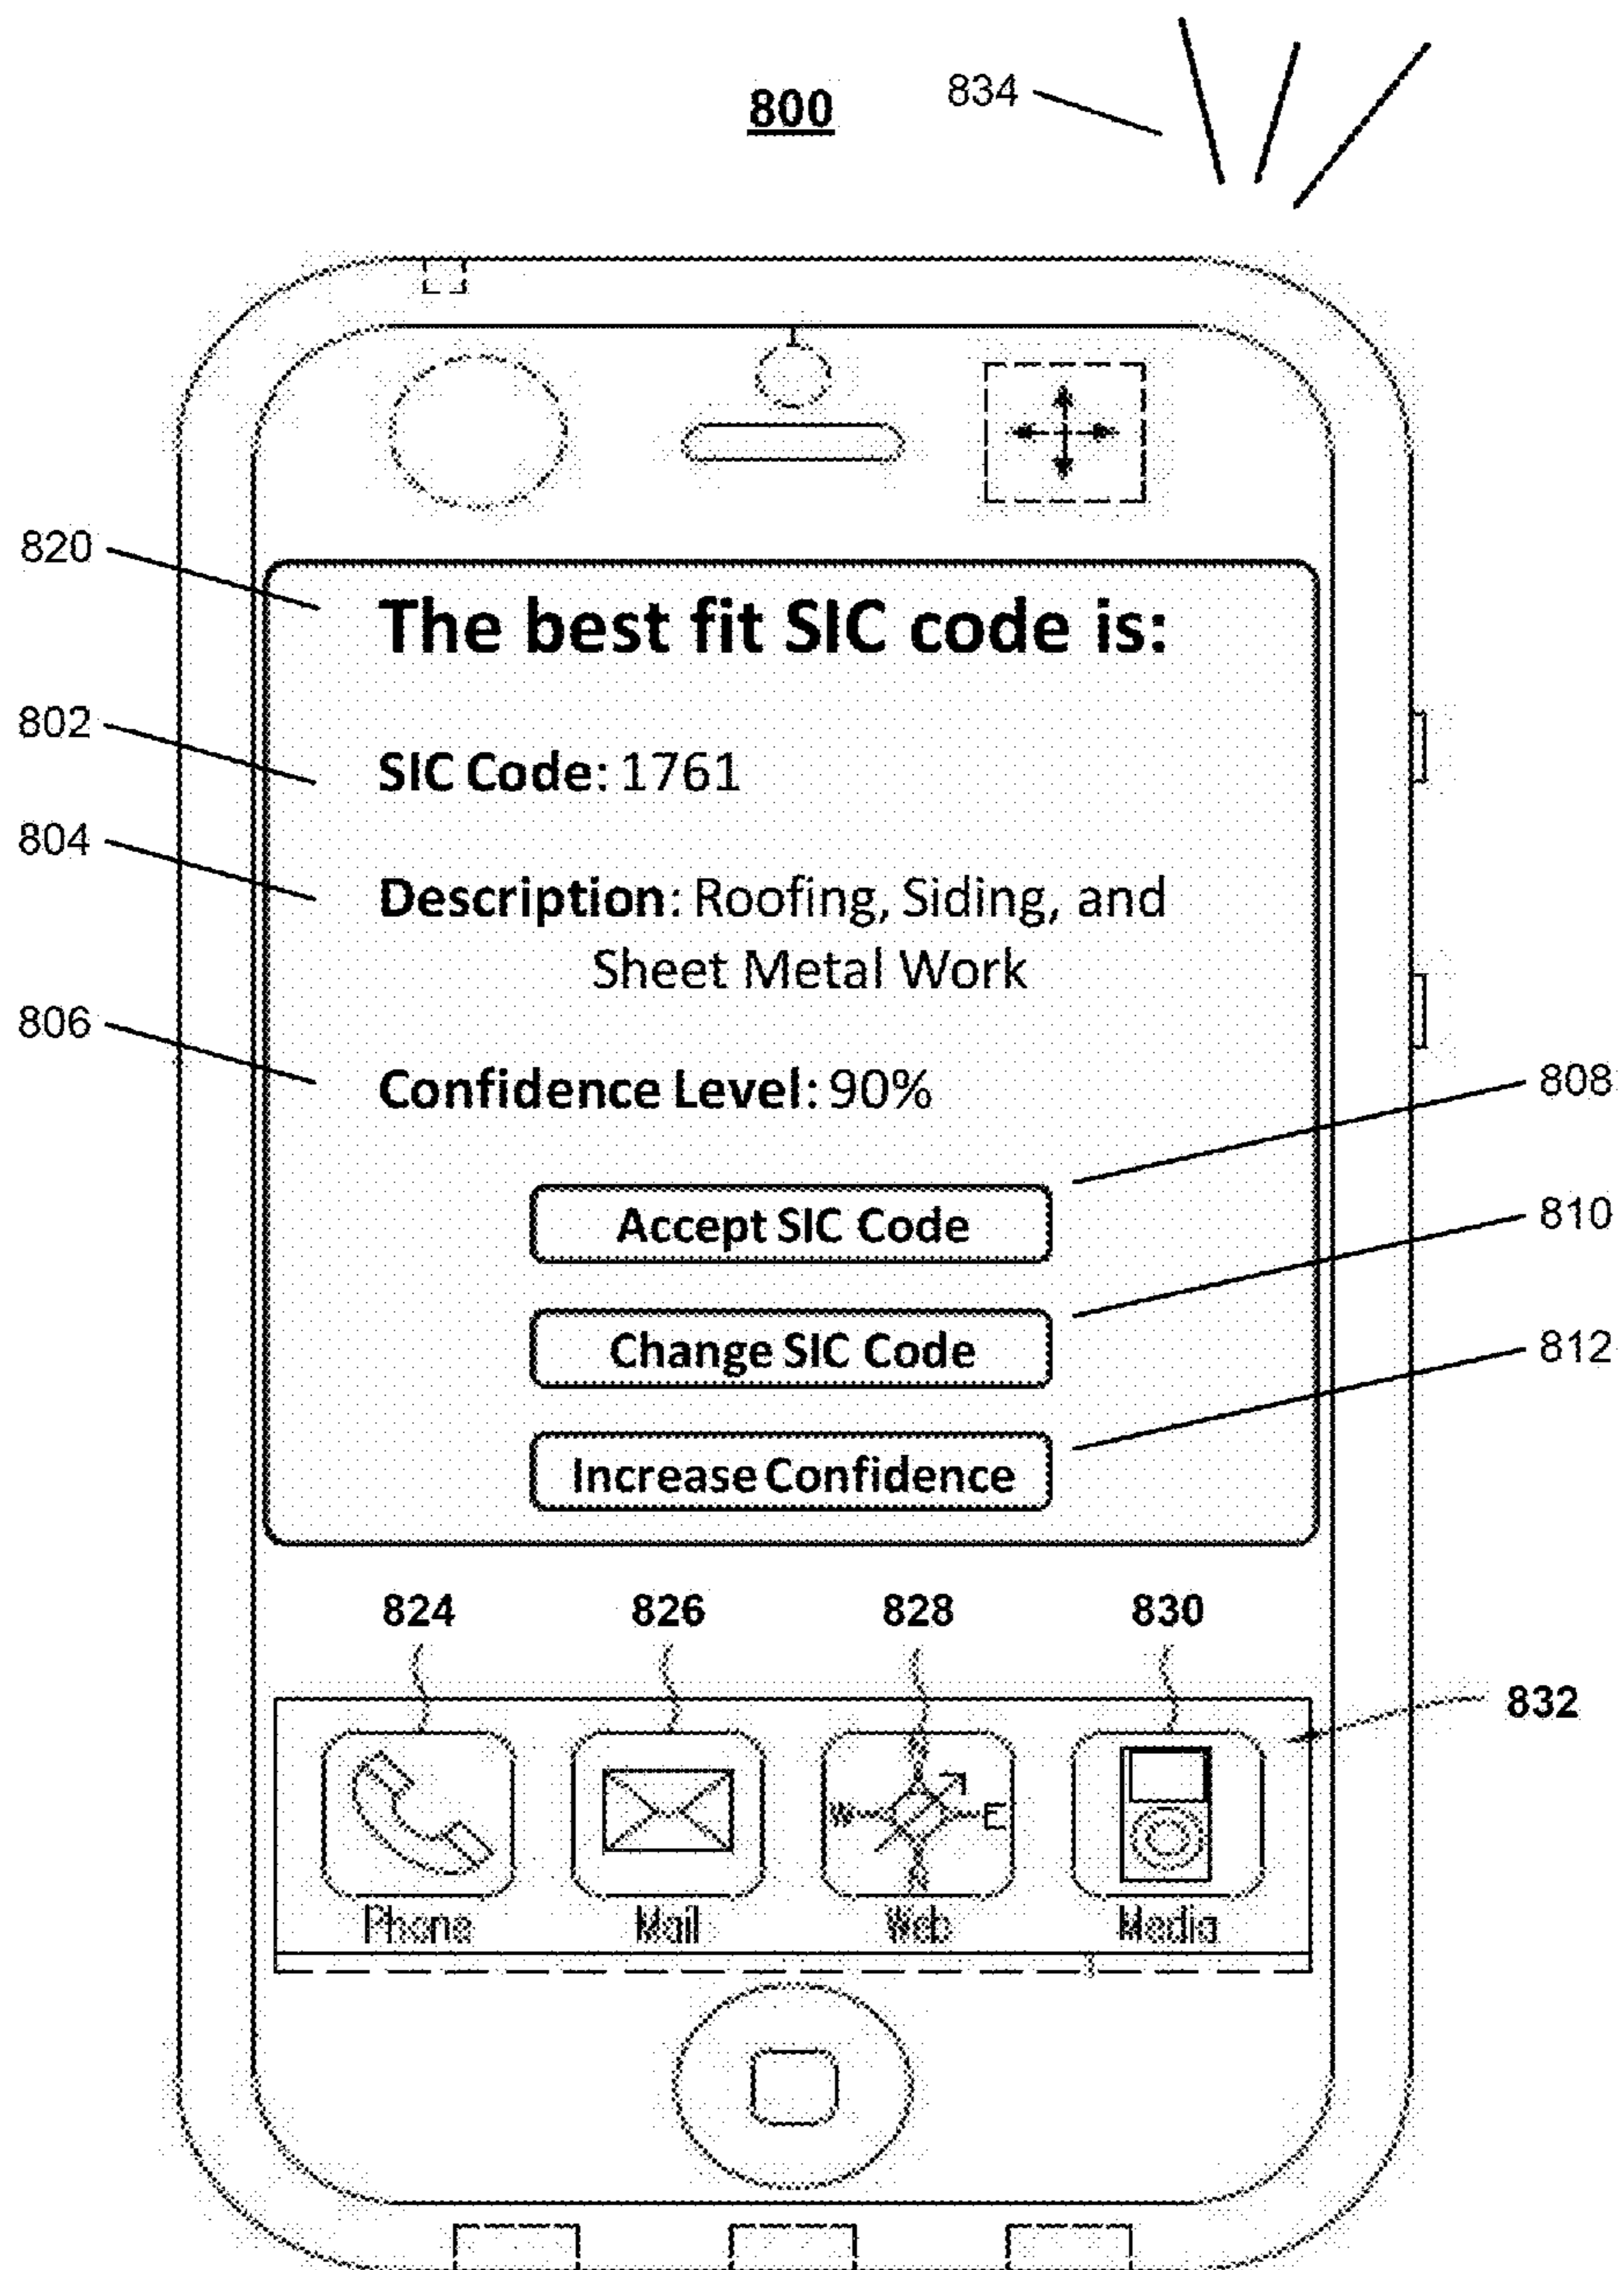 800
834
820
The best fit SIC code is:
802
SIC Code: 1761
804
Description: Roofing, Siding, and
Sheet Metal Work
806
Confidence Level: 90%
808
Accept SIC Code
810
Change SIC Code
812
Increase Confidence
824 826 828 830
832
W E
Phone Mail Web Media